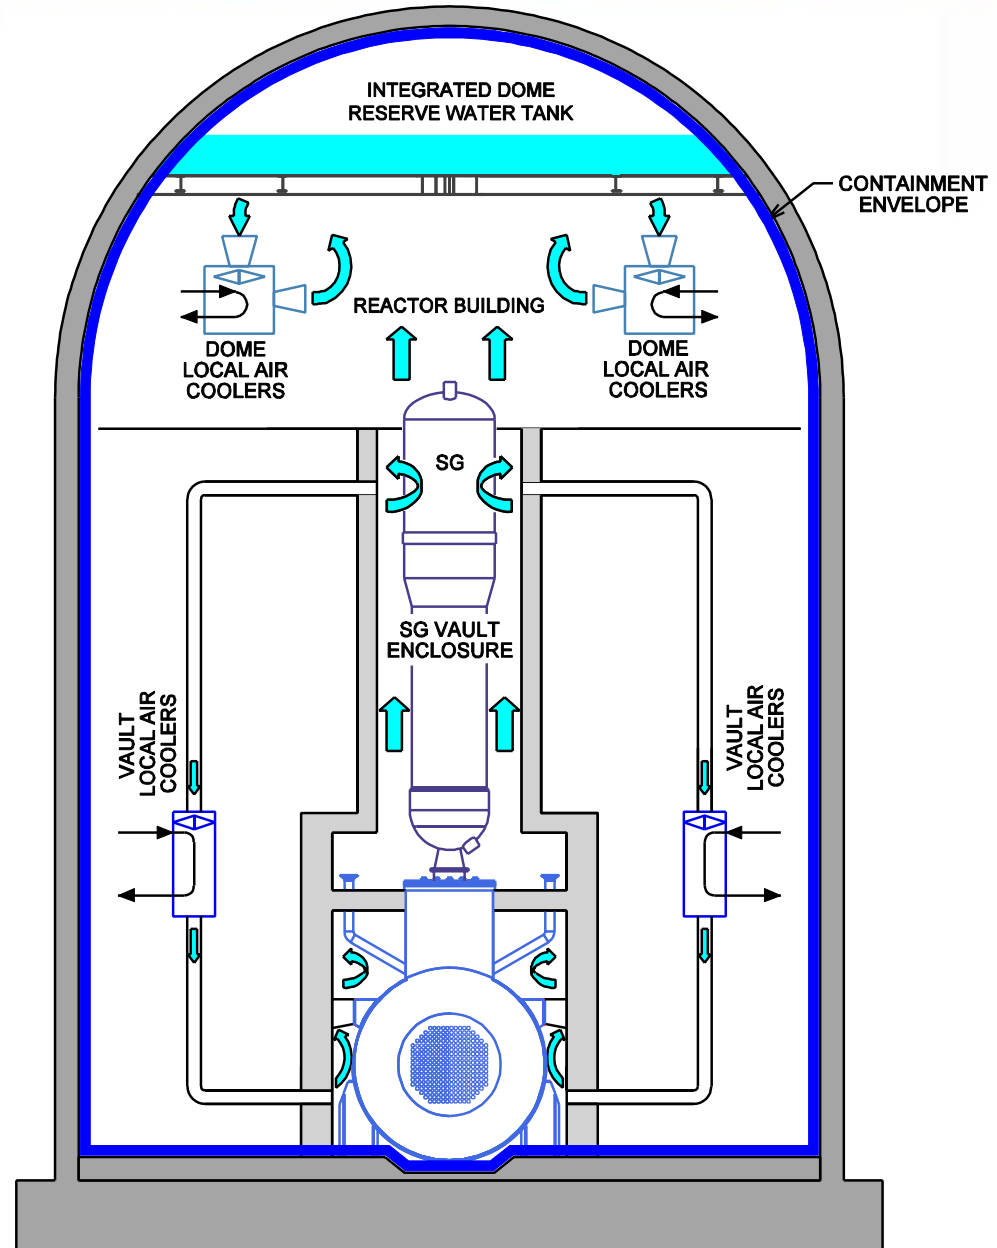 INTEGRATED DOME
RESERVE WATER TANK
CONTAINMENT
ENVELOPE
REACTOR BUILDING
DOME
LOCAL AIR
COOLERS
DOME
LOCAL AIR
COOLERS
SG
SG VAULT
ENCLOSURE
VAULT
LOCAL AIR
COOLERS
VAULT
LOCAL AIR
COOLERS